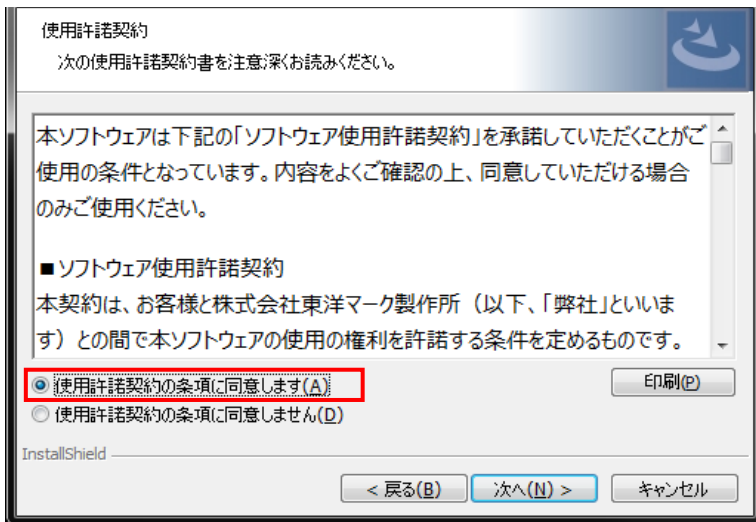 使用許諾契約
次の使用許諾契約書を注意深くお読みください。
本ソフトウェアは下記の「ソフトウェア使用許諾契約」を承諾していただくことがご
使用の条件となっています。内容をよくご確認の上、同意していただける場合
のみご使用ください。
■ソフトウェア使用許諾契約
本契約は、お客様と株式会社東洋マーク製作所（以下、「弊社」といいま
す）との間で本ソフトウェアの使用の権利を許諾する条件を定めるものです。
使用許諾契約の条項に同意します(A)
印刷(P)
使用許諾契約の条項に同意しません(D)
InstallShield
< 戻る(B) 次へ(N) > キャンセル